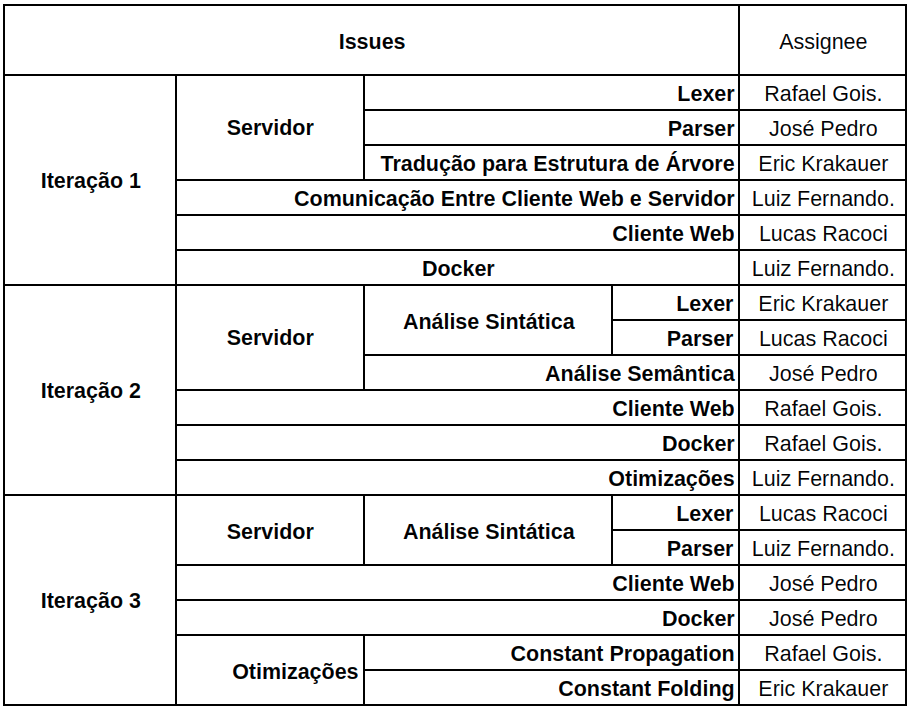 Issues Assignee
Iteração 1 Servidor Lexer Rafael Gois.
Parser José Pedro
Tradução para Estrutura de Árvore Eric Krakauer
Comunicação Entre Cliente Web e Servidor Luiz Fernando.
Cliente Web Lucas Racoci
Docker Luiz Fernando.
Iteração 2 Servidor Análise Sintática Lexer Eric Krakauer
Parser Lucas Racoci
Análise Semântica José Pedro
Cliente Web Rafael Gois.
Docker Rafael Gois.
Otimizações Luiz Fernando.
Iteração 3 Servidor Análise Sintática Lexer Lucas Racoci
Parser Luiz Fernando.
Cliente Web José Pedro
Docker José Pedro
Otimizações Constant Propagation Rafael Gois.
Constant Folding Eric Krakauer